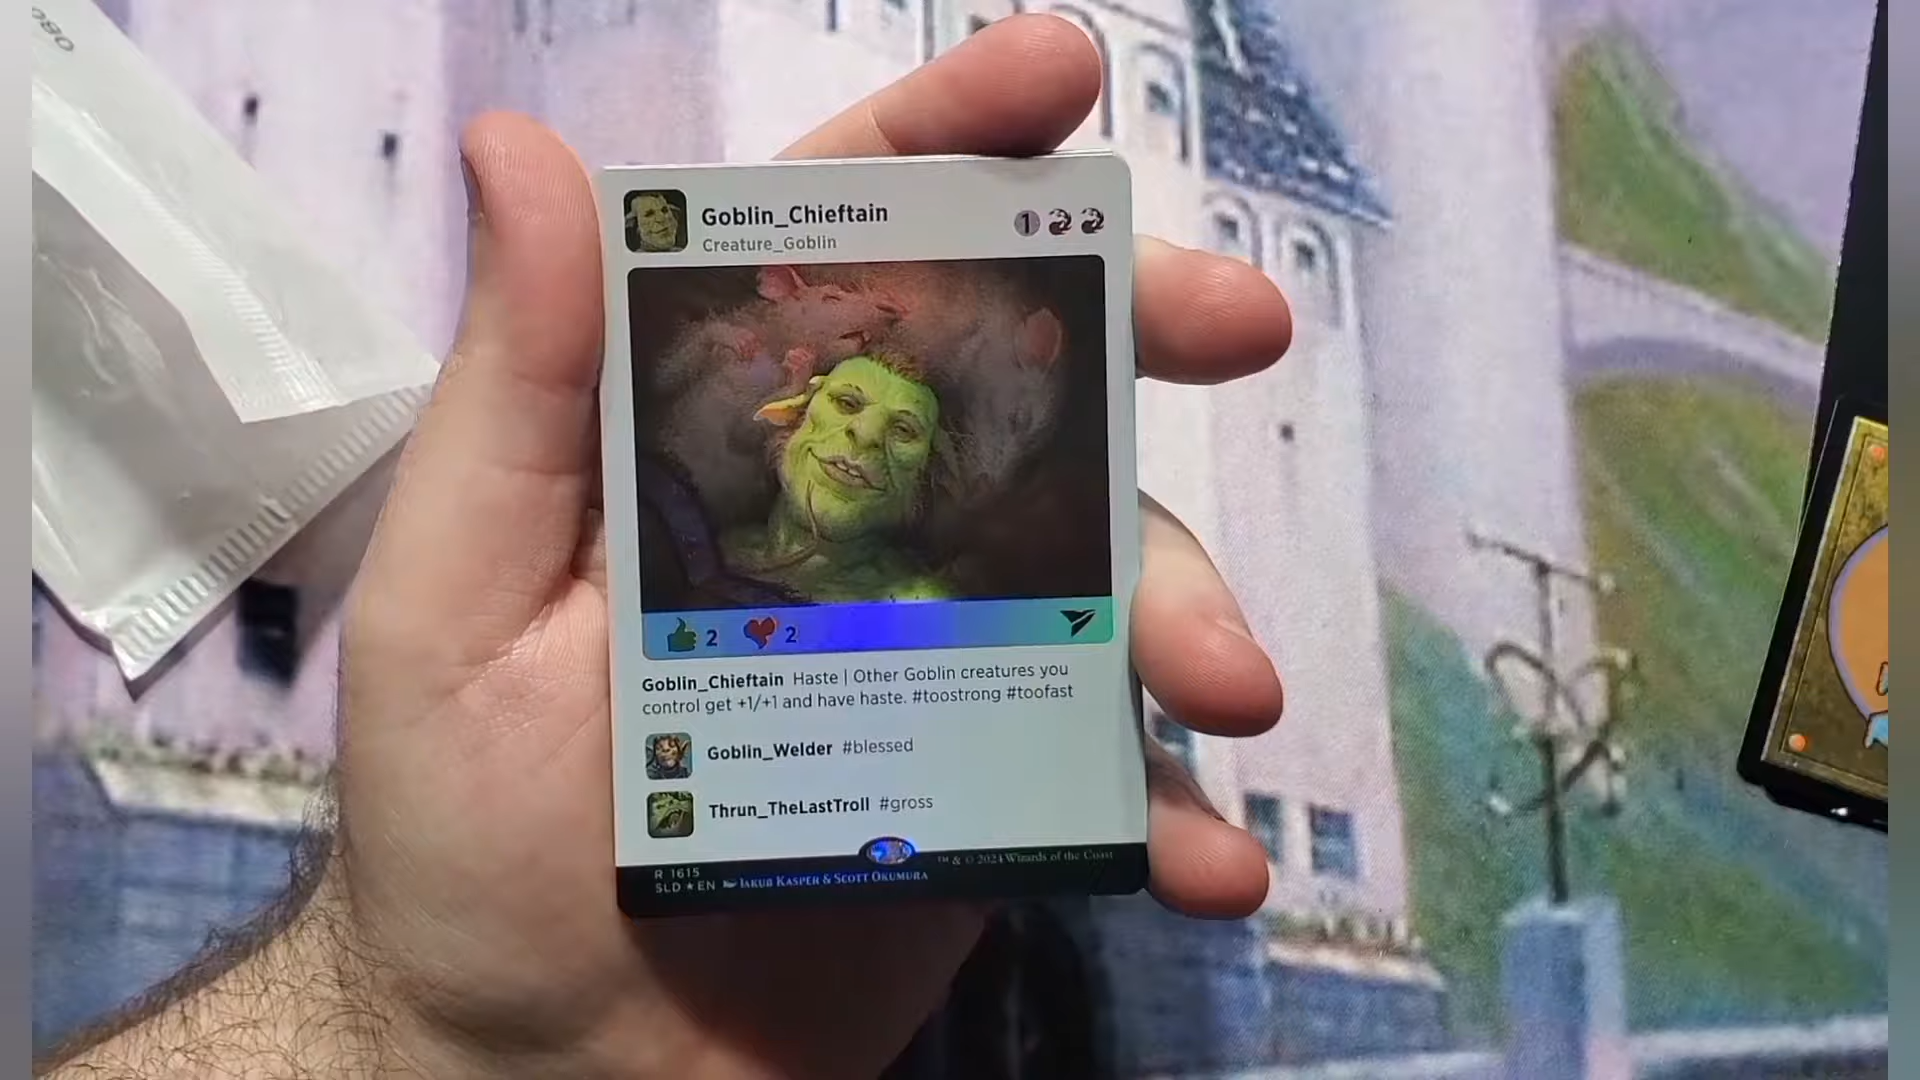 080
Goblin_Chieftain
1
Creature_Goblin
2 2
Goblin_Chieftain Haste | Other Goblin creatures you
control get +1/+1 and have haste. #toostrong #toofast
Goblin_Welder #blessed
Thrun_TheLastTroll #gross
R 1615
SLD ★ EN JAKUB KASPER & SCOTT OKUMURA
™ & © 2024 Wizards of the Coast